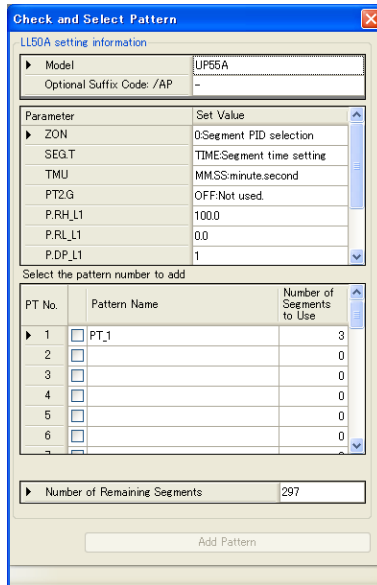 Check and Select Pattern
LL50A setting information
Model UP55A
Optional Suffix Code: /AP -
Parameter Set Value
ZON 0:Segment PID selection
SEG.T TIME:Segment time setting
TMU MM.SS:minute.second
PT2.G OFF:Not used.
P.RH_L1 100.0
P.RL_L1 0.0
P.DP_L1 1
Select the pattern number to add
PT No. Pattern Name Number of
Segments
to Use
1 PT_1 3
2 0
3 0
4 0
5 0
6 0
Number of Remaining Segments 297
Add Pattern